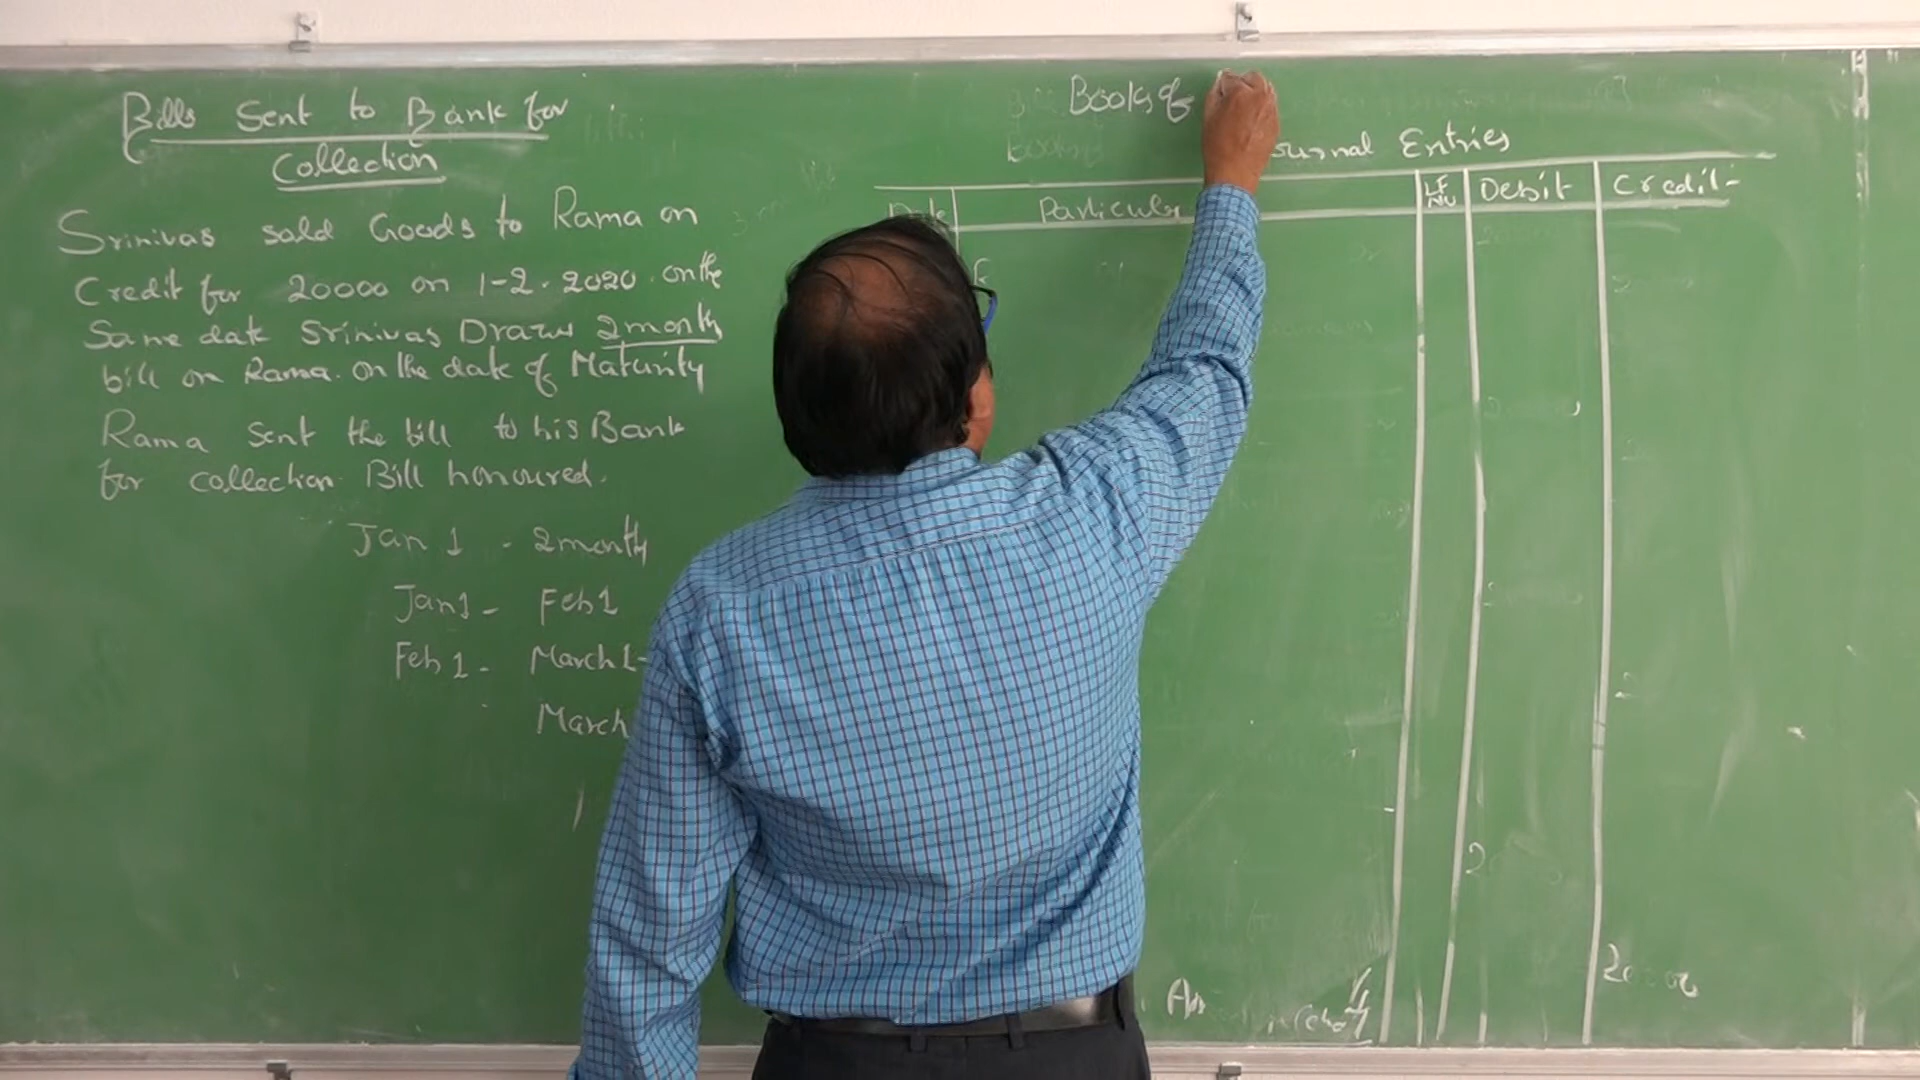 Bills Sent to Bank for
Collection
Srinivas sold Goods to Rama on
Credit for 20000 on 1-2-2020. on the
Same date Srinivas Draws 2 month
bill on Rama. on the date of Maturity
Rama Sent the bill to his Bank
for collection. Bill honoured.
Jan 1 - 2 month
Jan 1 - Feb 1
Feb 1 - March 1 -
March
Books of
Journal Entries
Date Particulars LF NO Debit Credit